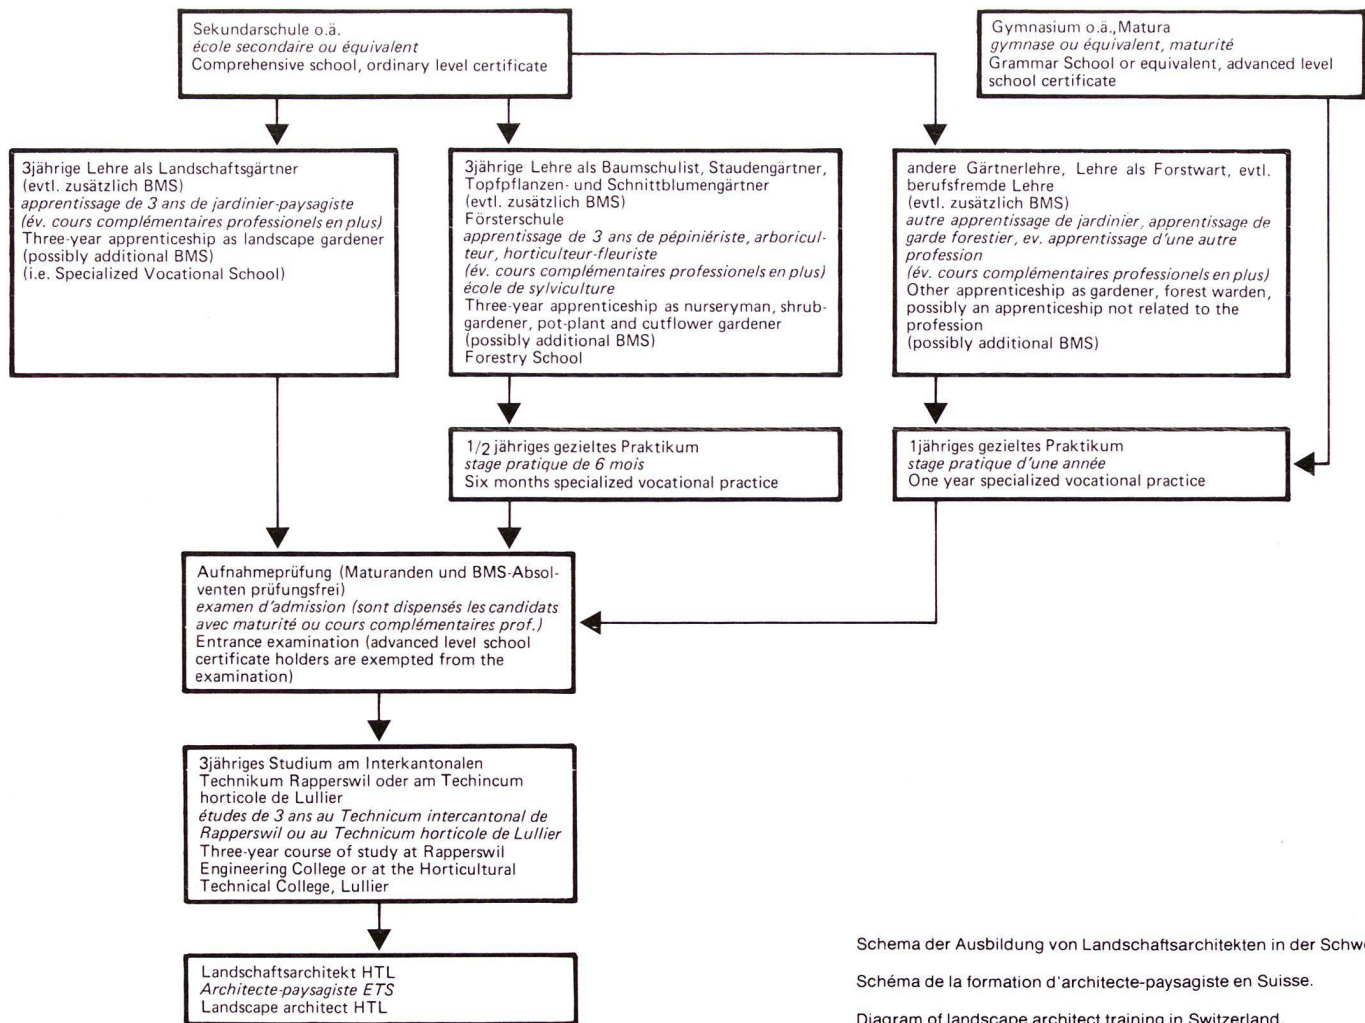 Sekundarschule o.ä.
école secondaire ou équivalent
Comprehensive school, ordinary level certificate
Gymnasium o.ä., Matura
gymnase ou équivalent, maturité
Grammar School or equivalent, advanced level
school certificate
3jährige Lehre als Landschaftsgärtner
(evtl. zusätzlich BMS)
apprentissage de 3 ans de jardinier-paysagiste
(év. cours complémentaires professionels en plus)
Three-year apprenticeship as landscape gardener
(possibly additional BMS)
(i.e. Specialized Vocational School)
3jährige Lehre als Baumschulist, Staudengärtner,
Topfpflanzen- und Schnittblumengärtner
(evtl. zusätzlich BMS)
Försterschule
apprentissage de 3 ans de pépiniériste, arboricul-
teur, horticulteur-fleuriste
(év. cours complémentaires professionels en plus)
école de sylviculture
Three-year apprenticeship as nurseryman, shrub-
gardener, pot-plant and cutflower gardener
(possibly additional BMS)
Forestry School
andere Gärtnerlehre, Lehre als Forstwart, evtl.
berufsfremde Lehre
(evtl. zusätzlich BMS)
autre apprentissage de jardinier, apprentissage de
garde forestier, ev. apprentissage d'une autre
profession
(év. cours complémentaires professionels en plus)
Other apprenticeship as gardener, forest warden,
possibly an apprenticeship not related to the
profession
(possibly additional BMS)
1/2 jähriges gezieltes Praktikum
stage pratique de 6 mois
Six months specialized vocational practice
1jähriges gezieltes Praktikum
stage pratique d'une année
One year specialized vocational practice
Aufnahmeprüfung (Maturanden und BMS-Absol-
venten prüfungsfrei)
examen d'admission (sont dispensés les candidats
avec maturité ou cours complémentaires prof.)
Entrance examination (advanced level school
certificate holders are exempted from the
examination)
3jähriges Studium am Interkantonalen
Technikum Rapperswil oder am Techincum
horticole de Lullier
études de 3 ans au Technicum intercantonal de
Rapperswil ou au Technicum horticole de Lullier
Three-year course of study at Rapperswil
Engineering College or at the Horticultural
Technical College, Lullier
Landschaftsarchitekt HTL
Architecte-paysagiste ETS
Landscape architect HTL
Schema der Ausbildung von Landschaftsarchitekten in der Schwe
Schéma de la formation d'architecte-paysagiste en Suisse.
Diagram of landscape architect training in Switzerland.